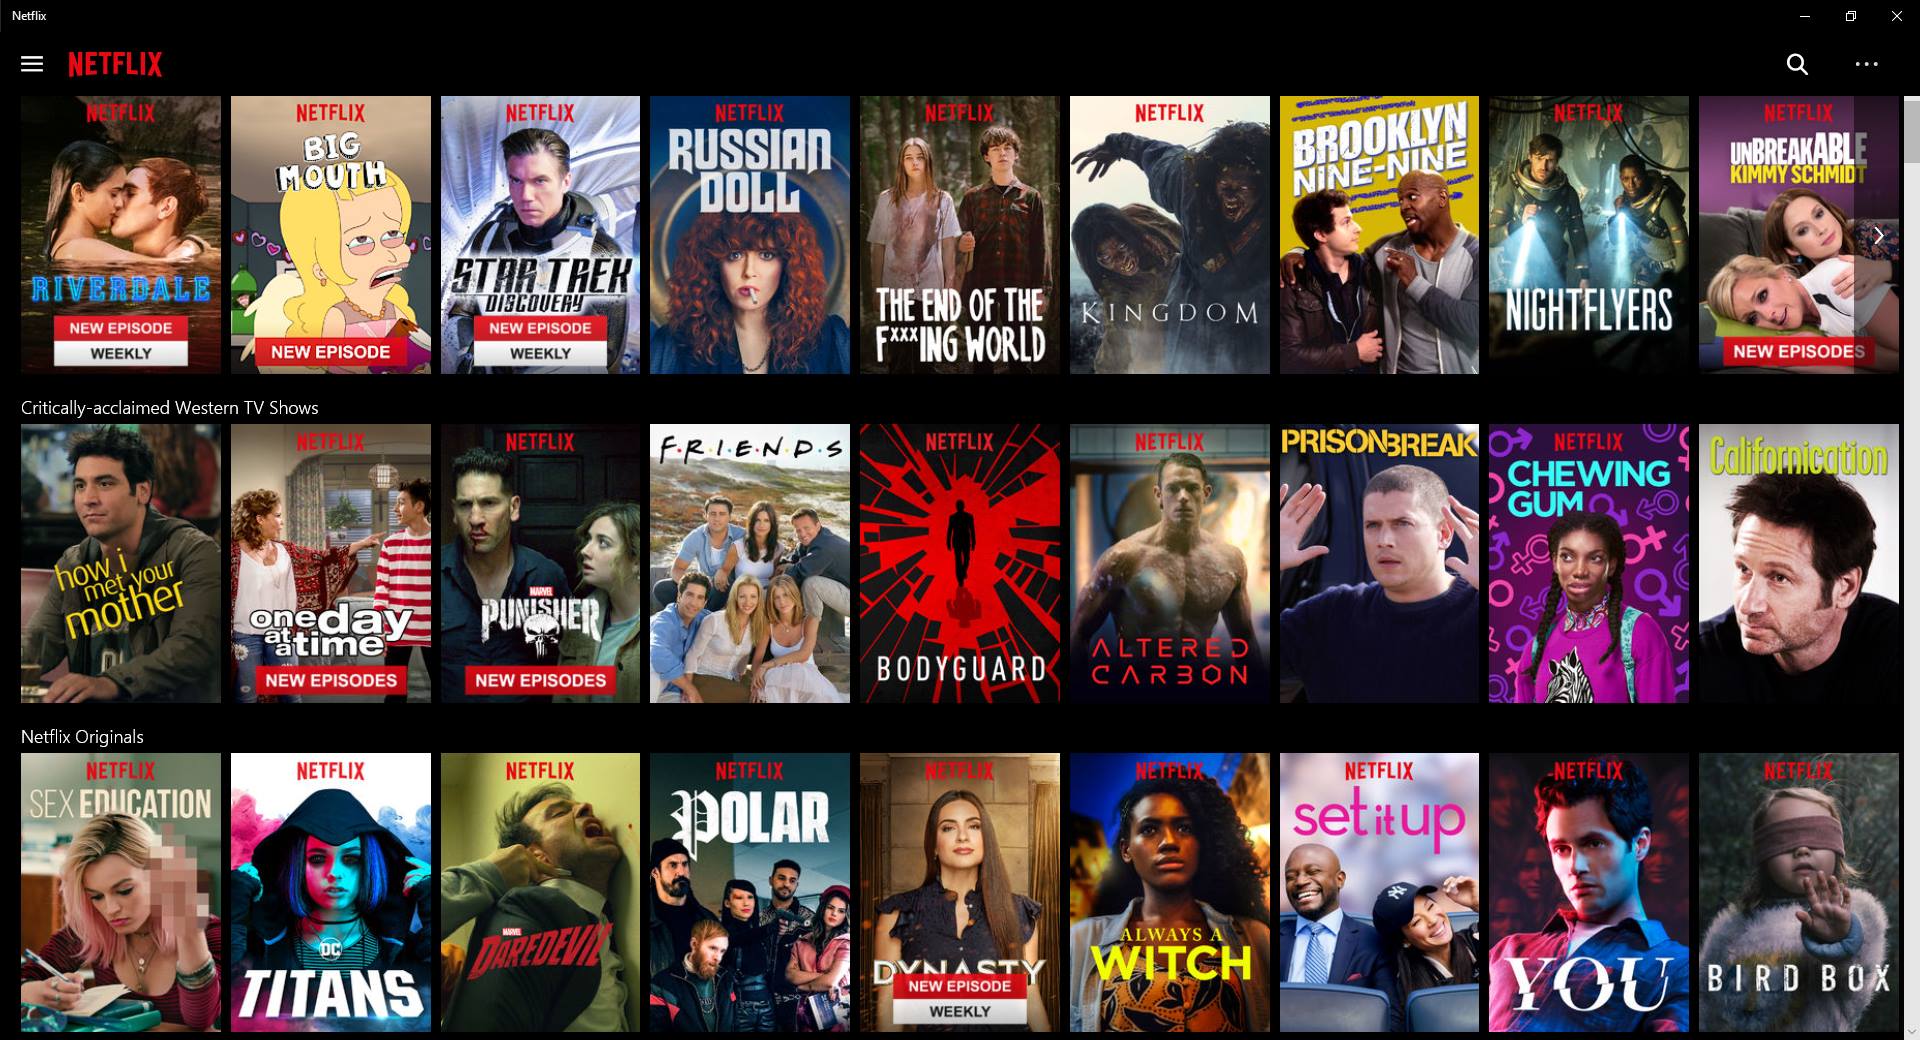 Netflix
NETFLIX
NETFLIX
RIVERDALE
NEW EPISODE
WEEKLY
NETFLIX
BIG
MOUTH
NEW EPISODE
NETFLIX
STAR TREK
DISCOVERY
NEW EPISODE
WEEKLY
NETFLIX
RUSSIAN
DOLL
NETFLIX
THE END OF THE
F***ING WORLD
NETFLIX
KINGDOM
BROOKLYN
NINE-NINE
NETFLIX
NIGHTFLYERS
NETFLIX
UNBREAKABLE
KIMMY SCHMIDT
NEW EPISODES
Critically-acclaimed Western TV Shows
how i
met your
mother
NETFLIX
one day
at a time
NEW EPISODES
NETFLIX
MARVEL
PUNISHER
NEW EPISODES
F·R·I·E·N·D·S
NETFLIX
BODYGUARD
NETFLIX
ALTERED
CARBON
PRISON BREAK
NETFLIX
CHEWING
GUM
Californication
Netflix Originals
NETFLIX
SEX EDUCATION
NETFLIX
DC
TITANS
NETFLIX
MARVEL
DAREDEVIL
NETFLIX
POLAR
NETFLIX
DYNASTY
NEW EPISODE
WEEKLY
NETFLIX
ALWAYS A
WITCH
NETFLIX
set it up
NETFLIX
YOU
NETFLIX
BIRD BOX